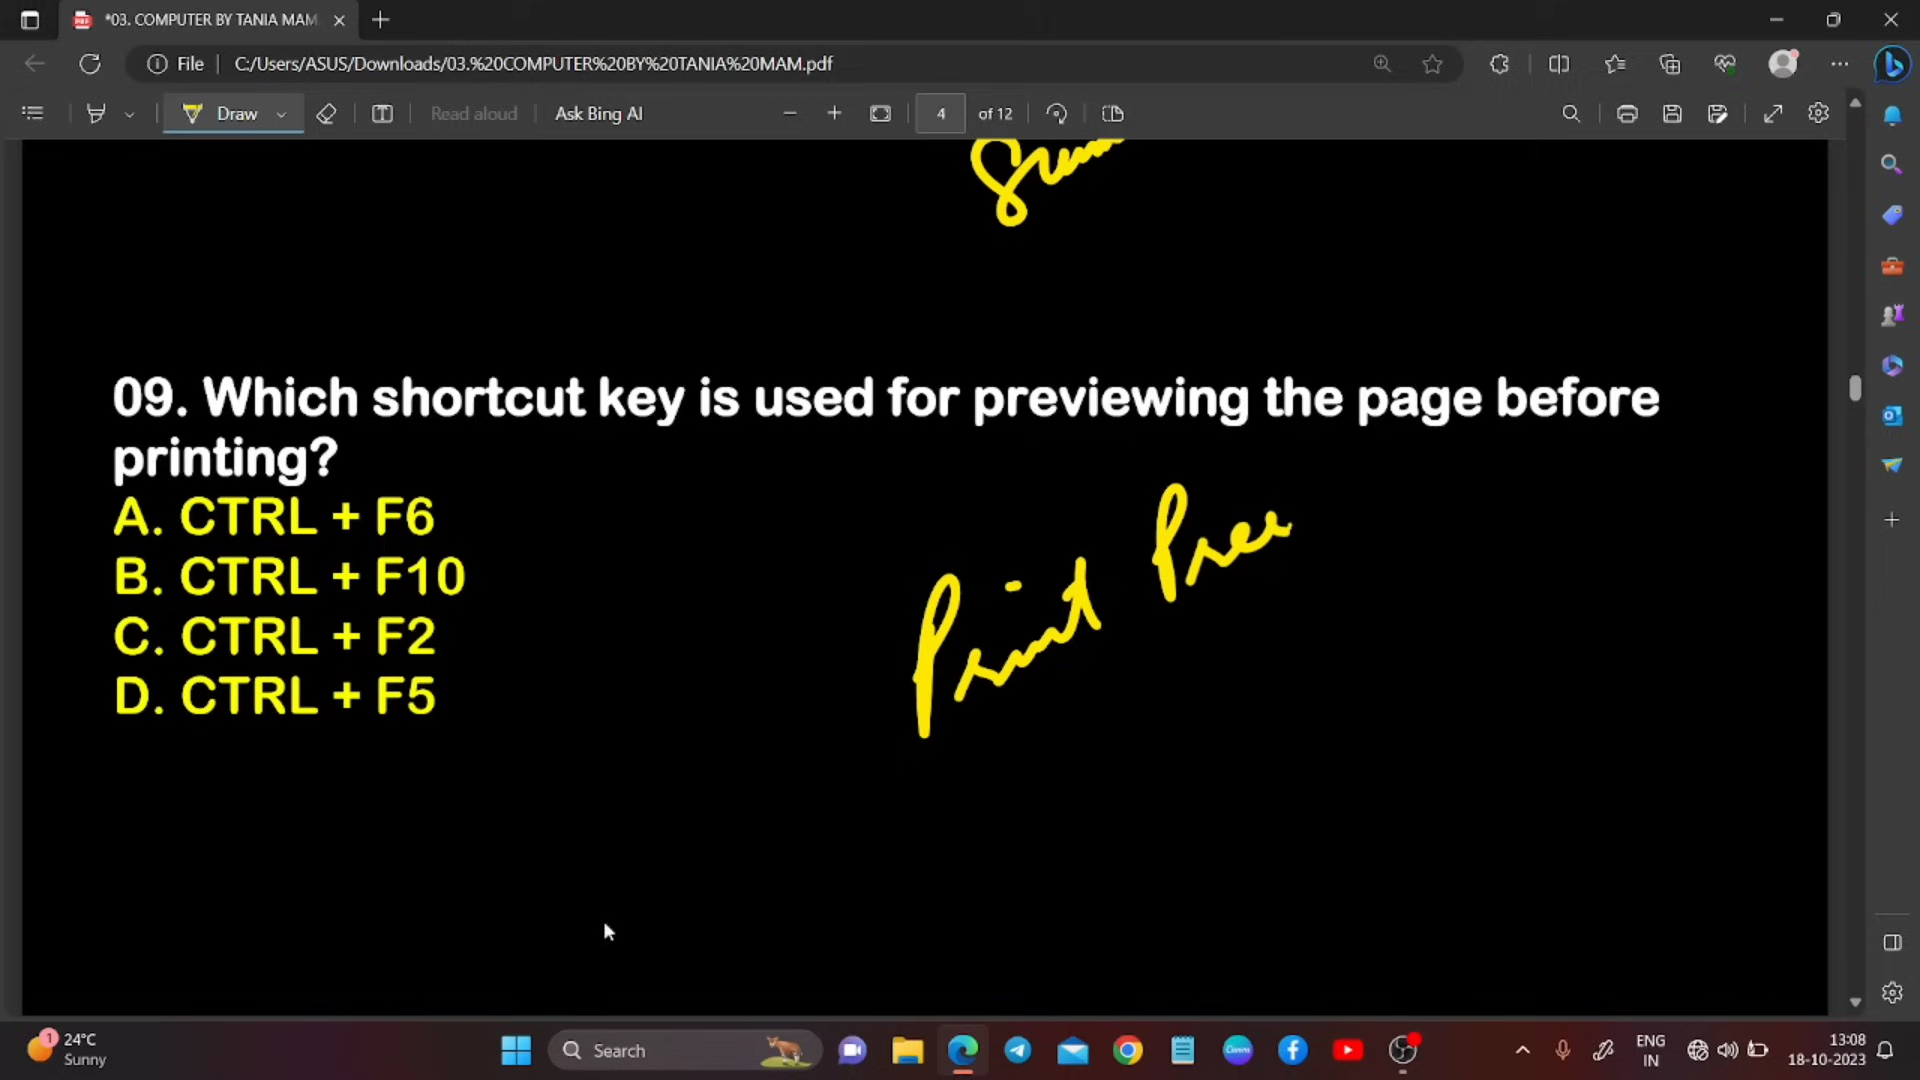 *03. COMPUTER BY TANIA MAM
File
C:/Users/ASUS/Downloads/03.%20COMPUTER%20BY%20TANIA%20MAM.pdf
Draw
Read aloud
Ask Bing AI
4
of 12
09. Which shortcut key is used for previewing the page before
printing?
A. CTRL + F6
B. CTRL + F10
C. CTRL + F2
D. CTRL + F5
Print Prev
1
24°C
Sunny
Search
ENG
IN
13:08
18-10-2023